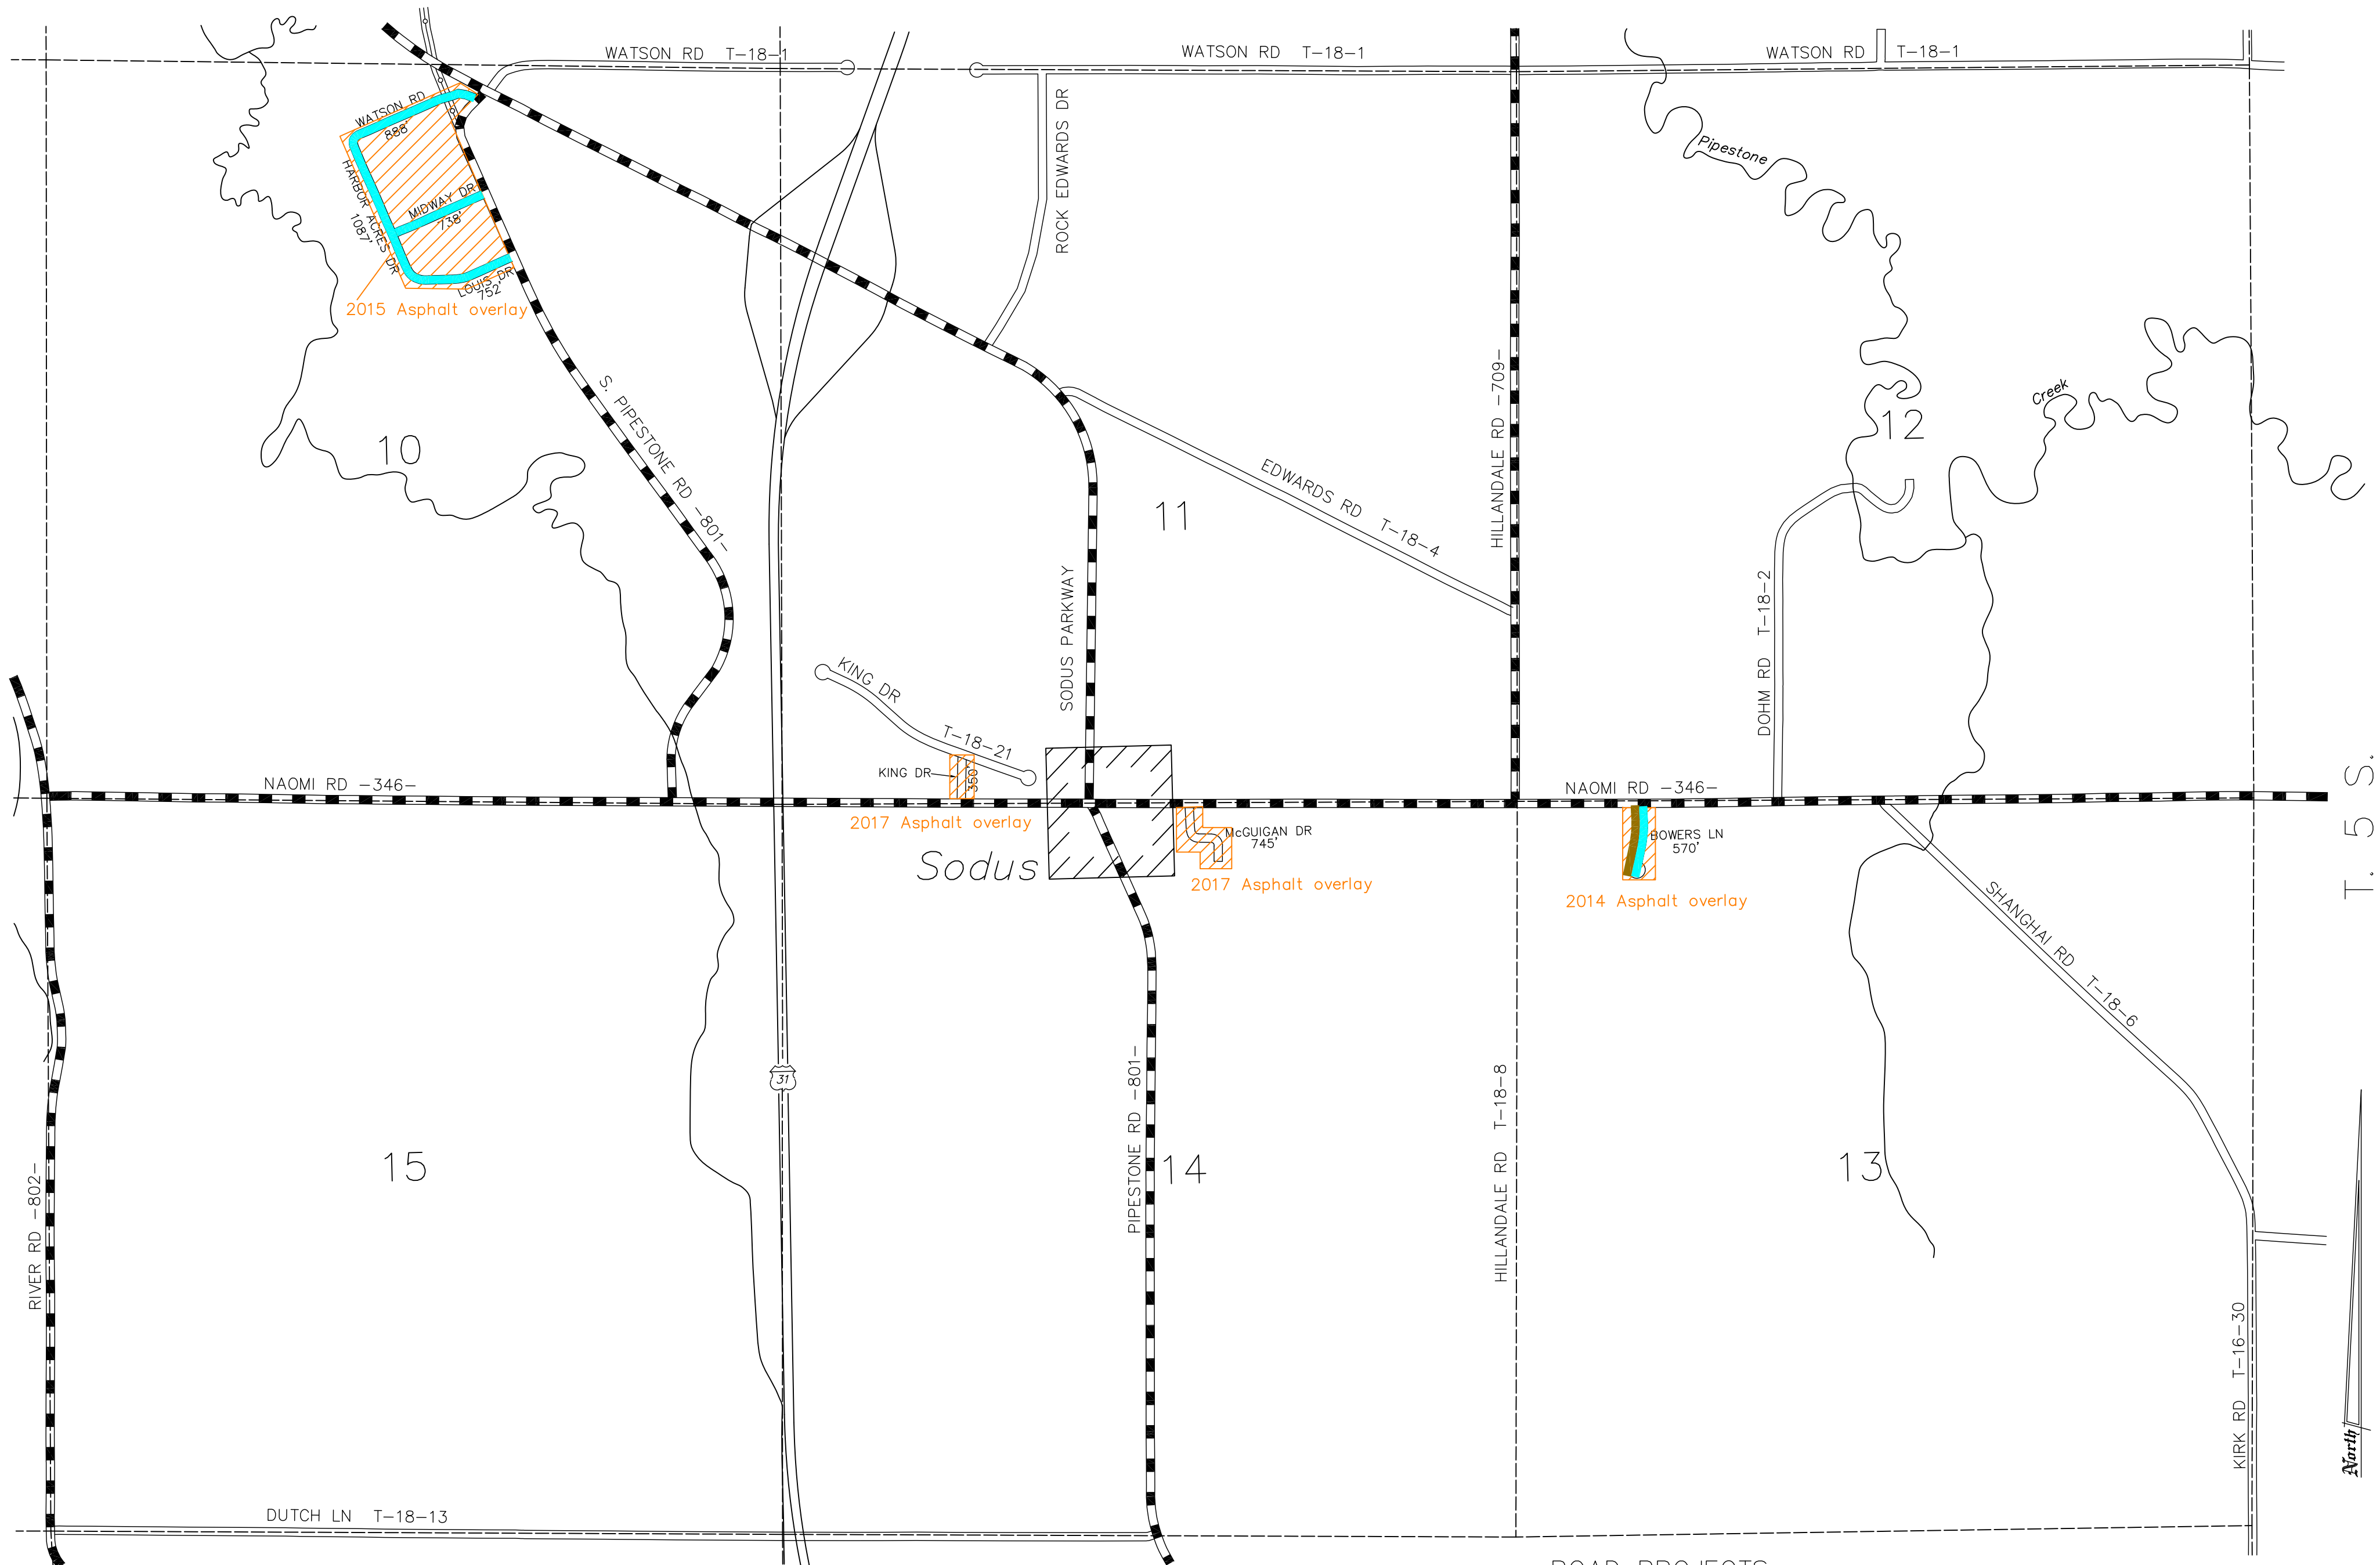 WATSON RD T-18-1
WATSON RD T-18-1
WATSON RD T-18-1
WATSON RD
888'
HARBOR ACRES DR
1087'
MIDWAY DR
738'
LOUIS DR
752'
2015 Asphalt overlay
ROCK EDWARDS DR
Pipestone
Creek
S. PIPESTONE RD -801-
10
11
12
EDWARDS RD T-18-4
HILLANDALE RD -709-
SODUS PARKWAY
DOHM RD T-18-2
KING DR T-18-21
KING DR
350'
NAOMI RD -346-
NAOMI RD -346-
2017 Asphalt overlay
Sodus
McGUIGAN DR
745'
2017 Asphalt overlay
BOWERS LN
570'
2014 Asphalt overlay
SHANGHAI RD T-18-6
T. 5 S.
31
15
14
13
RIVER RD -802-
PIPESTONE RD -801-
HILLANDALE RD T-18-8
KIRK RD T-16-30
North
DUTCH LN T-18-13
ROAD PROJECTS